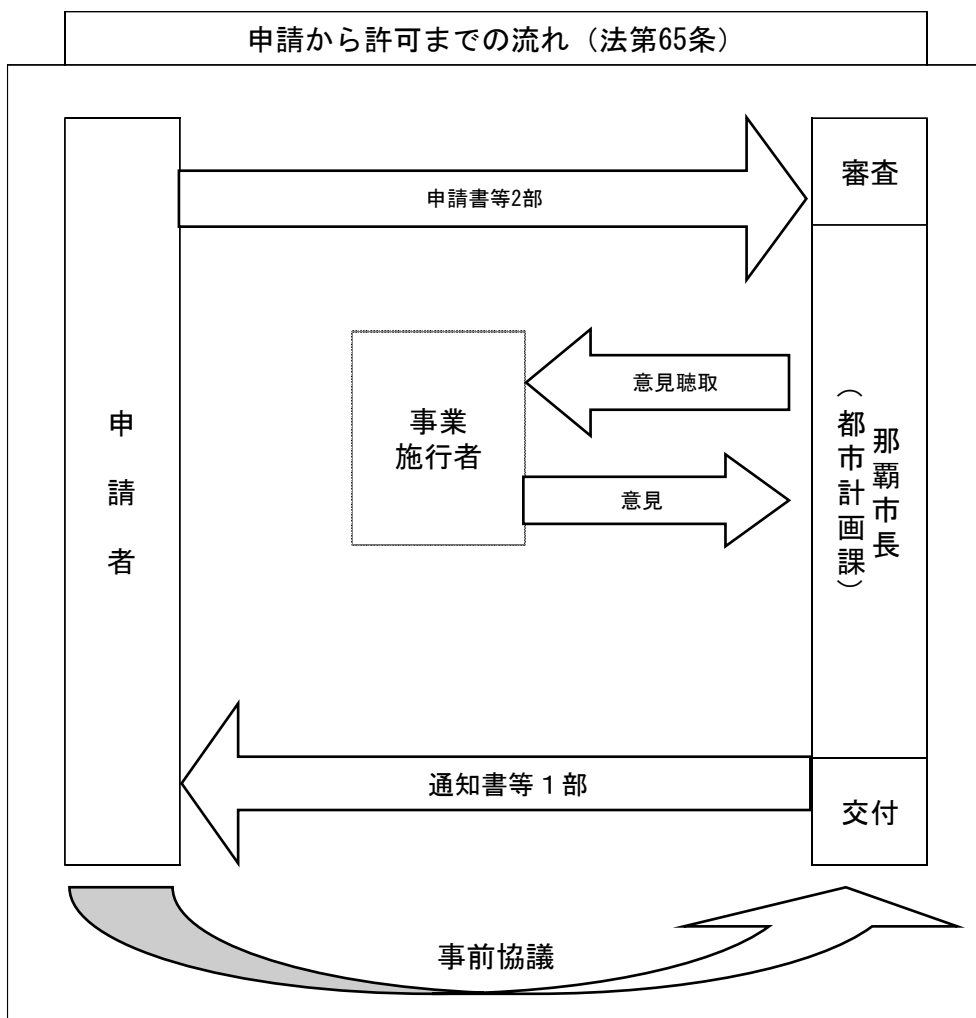 申請から許可までの流れ（法第65条）
審査
申請書等2部
意見聴取
事業
施行者
意見
申請者
那覇市長
（都市計画課）
通知書等１部
交付
事前協議